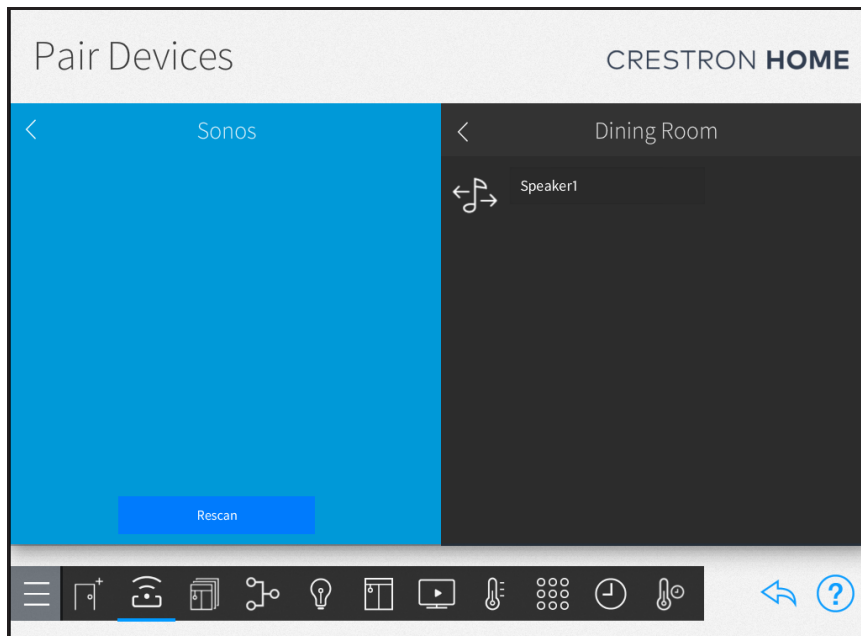 Pair Devices
CRESTRON HOME
Sonos
Dining Room
Speaker1
Rescan
?